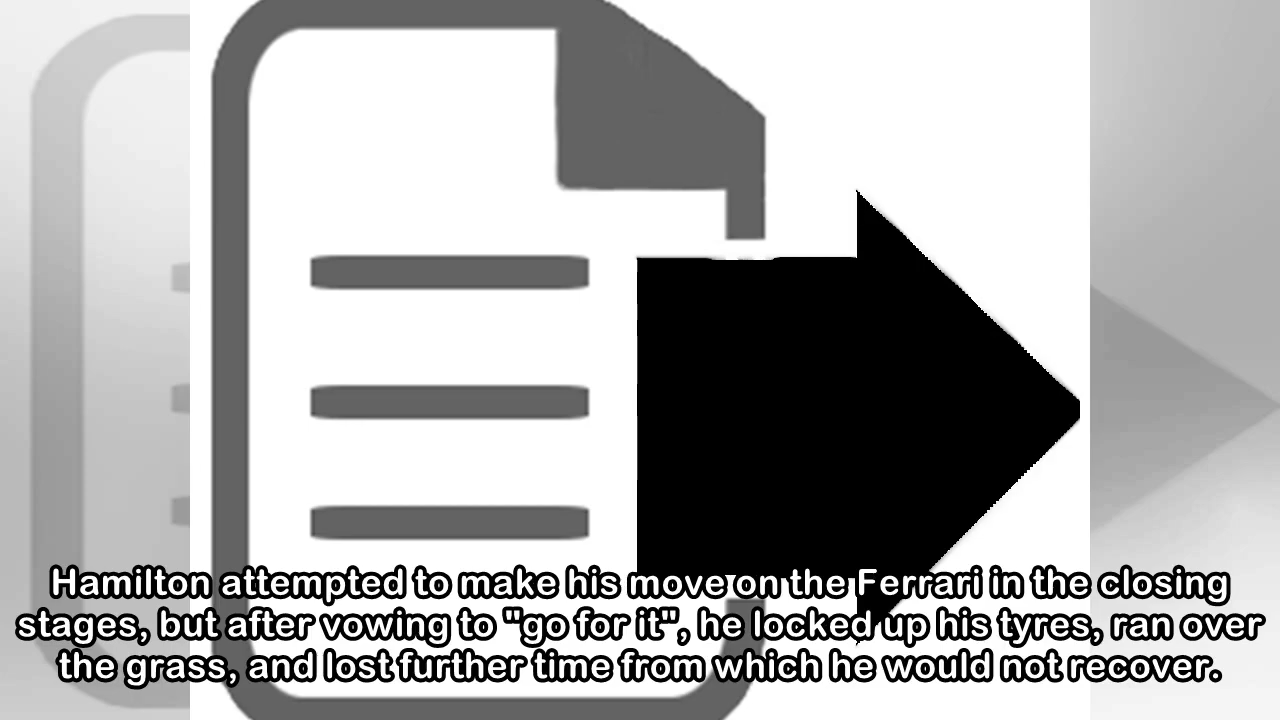 Hamilton attempted to make his move on the Ferrari in the closing
stages, but after vowing to "go for it", he locked up his tyres, ran over
the grass, and lost further time from which he would not recover.